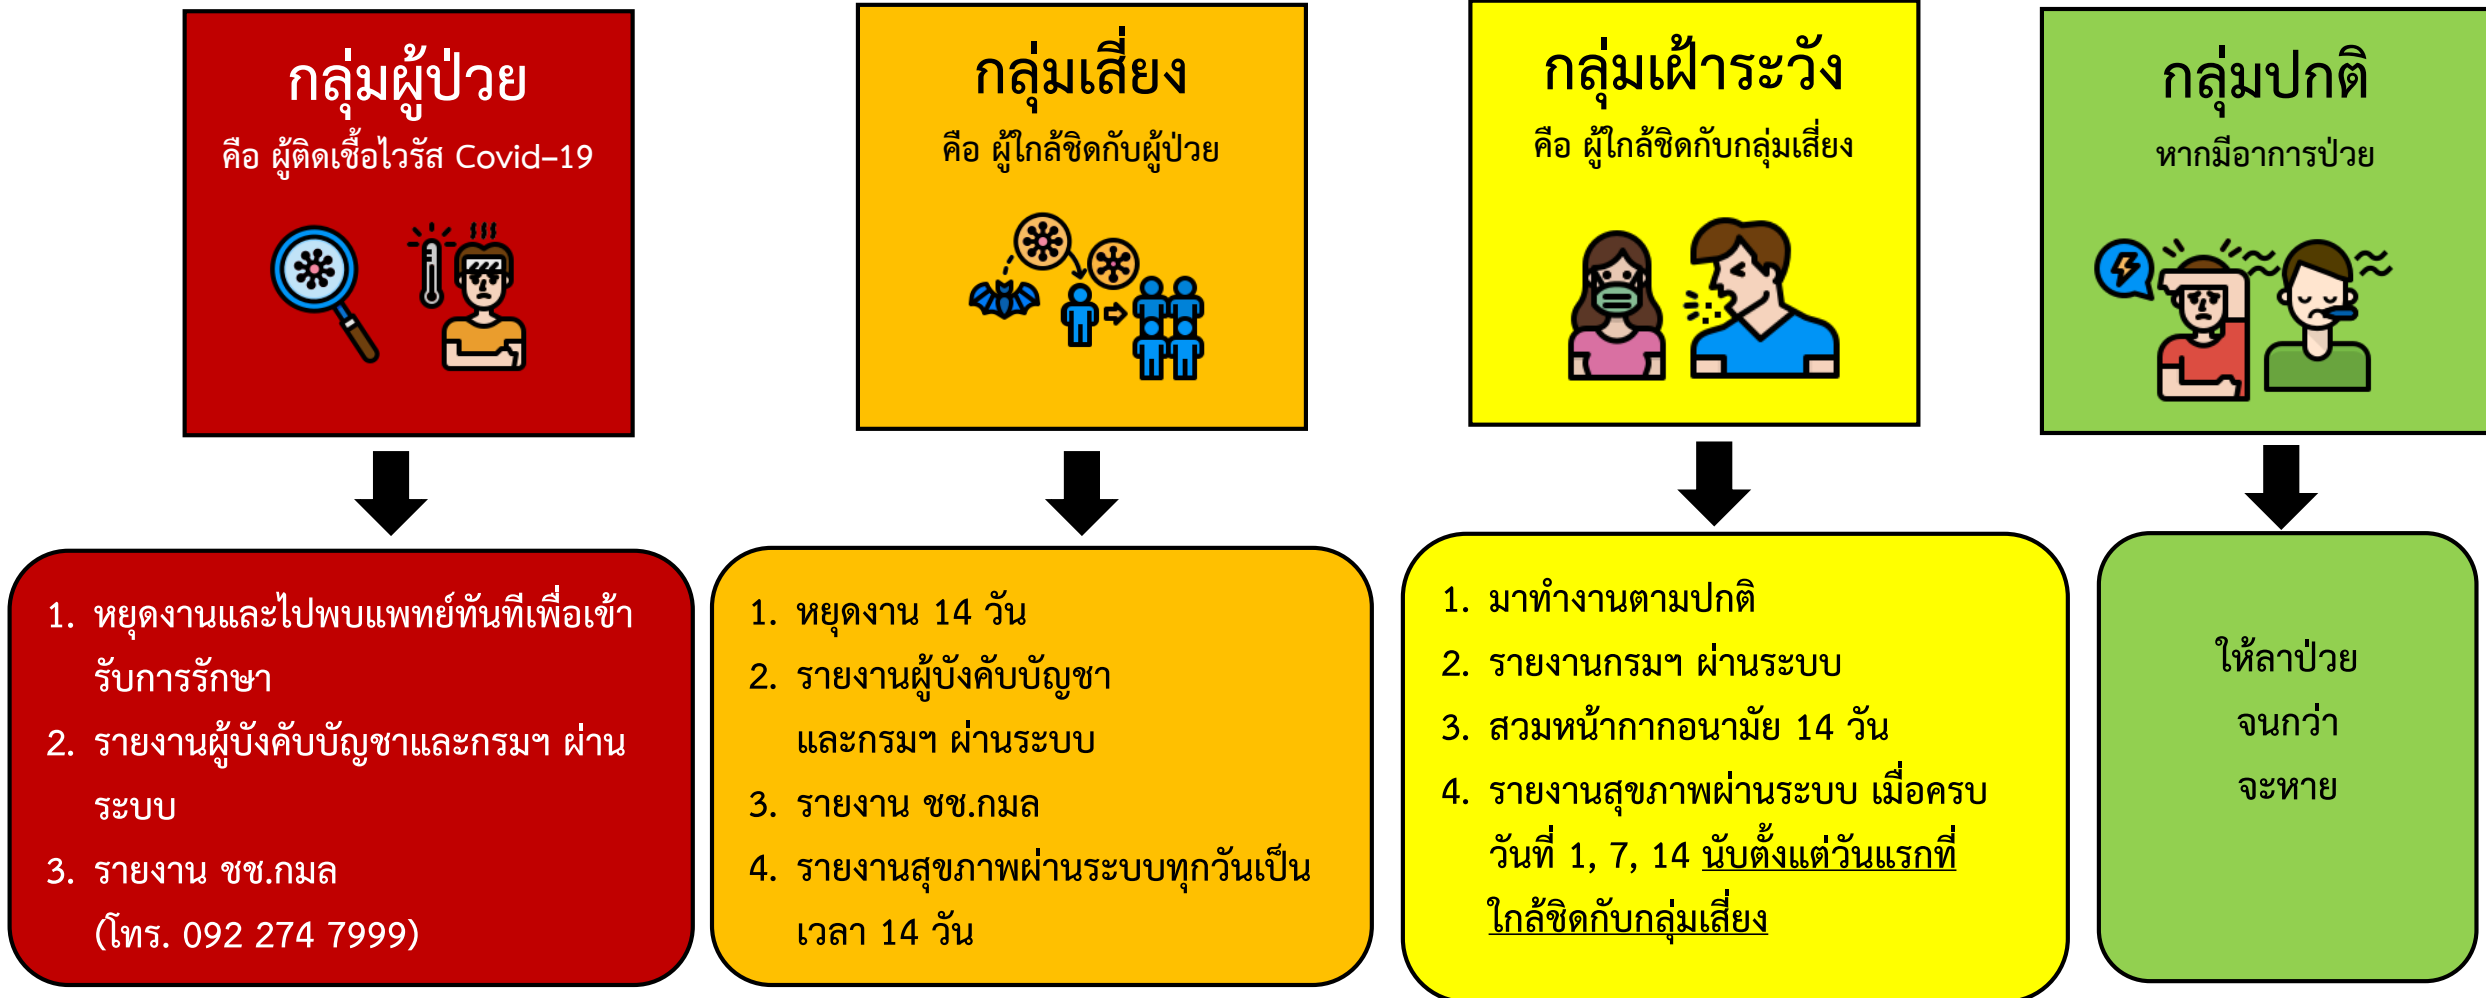 กลุ่มผู้ป่วย
คือ ผู้ติดเชื้อไวรัส Covid-19
1. หยุดงานและไปพบแพทย์ทันทีเพื่อเข้า
รับการรักษา
2. รายงานผู้บังคับบัญชาและกรมฯ ผ่าน
ระบบ
3. รายงาน ชช.กมล
(โทร. 092 274 7999)
กลุ่มเสี่ยง
คือ ผู้ใกล้ชิดกับผู้ป่วย
1. หยุดงาน 14 วัน
2. รายงานผู้บังคับบัญชา
และกรมฯ ผ่านระบบ
3. รายงาน ชช.กมล
4. รายงานสุขภาพผ่านระบบทุกวันเป็น
เวลา 14 วัน
กลุ่มเฝ้าระวัง
คือ ผู้ใกล้ชิดกับกลุ่มเสี่ยง
1. มาทำงานตามปกติ
2. รายงานกรมฯ ผ่านระบบ
3. สวมหน้ากากอนามัย 14 วัน
4. รายงานสุขภาพผ่านระบบ เมื่อครบ
วันที่ 1, 7, 14 นับตั้งแต่วันแรกที่
ใกล้ชิดกับกลุ่มเสี่ยง
กลุ่มปกติ
หากมีอาการป่วย
ให้ลาป่วย
จนกว่า
จะหาย